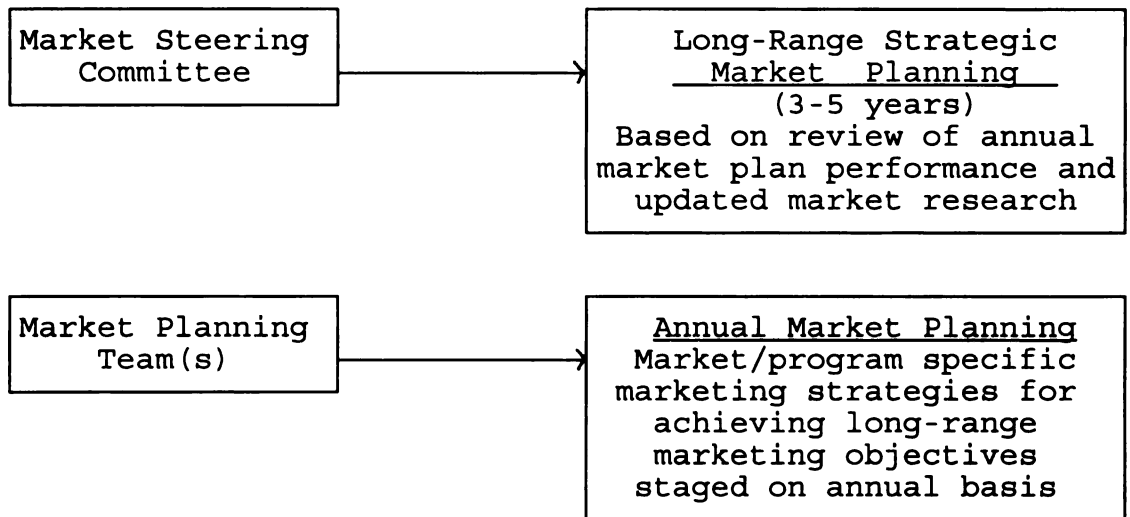 Market Steering
Committee
Long-Range Strategic
Market Planning
(3-5 years)
Based on review of annual
market plan performance and
updated market research
Market Planning
Team(s)
Annual Market Planning
Market/program specific
marketing strategies for
achieving long-range
marketing objectives
staged on annual basis